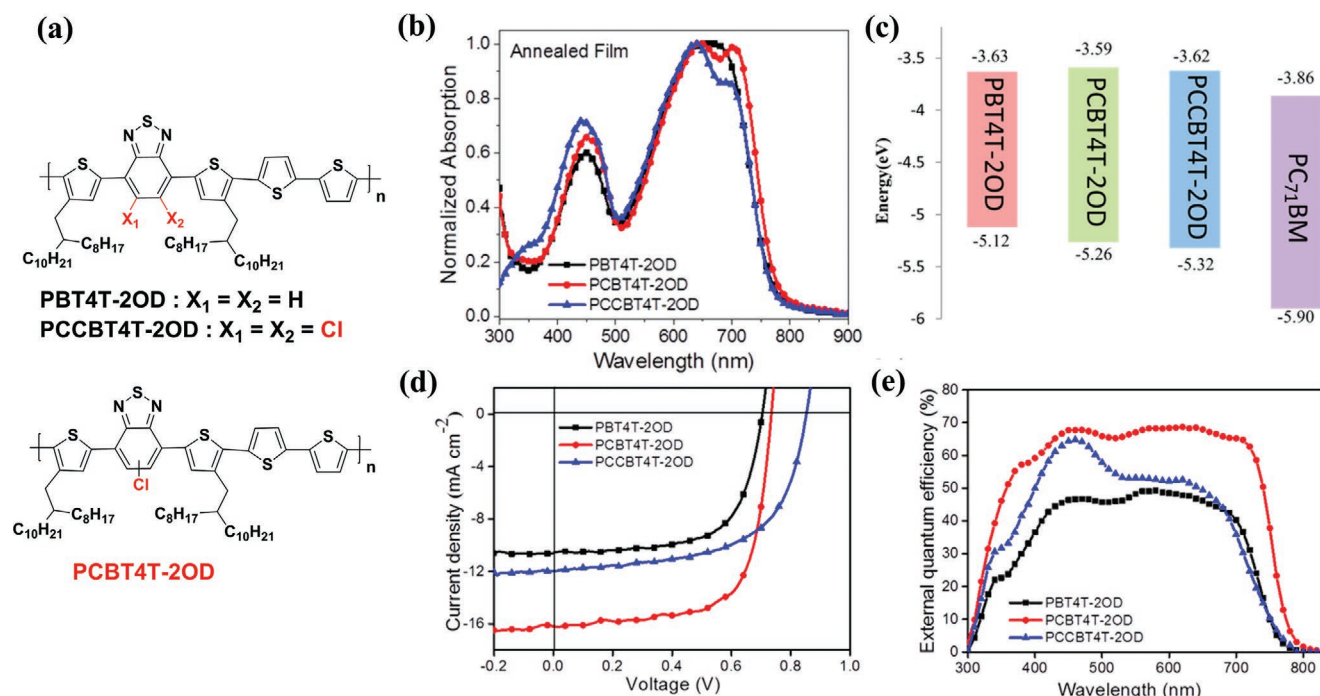 (a)
S
N
N
S
S
S
S
n
X1
X2
C8H17
C10H21
C8H17
C10H21
PBT4T-2OD : X1 = X2 = H
PCCBT4T-2OD : X1 = X2 = Cl
S
N
N
S
S
S
S
n
Cl
C8H17
C10H21
C8H17
C10H21
PCBT4T-2OD
(b)
Annealed Film
Normalized Absorption
1.0
0.8
0.6
0.4
0.2
0.0
PBT4T-2OD
PCBT4T-2OD
PCCBT4T-2OD
300 400 500 600 700 800 900
Wavelength (nm)
(c)
Energy(eV)
-3.5
-4
-4.5
-5
-5.5
-6
-3.63
PBT4T-2OD
-5.12
-3.59
PCBT4T-2OD
-5.26
-3.62
PCCBT4T-2OD
-5.32
-3.86
PC71BM
-5.90
(d)
Current density (mA cm-2)
0
-4
-8
-12
-16
PBT4T-2OD
PCBT4T-2OD
PCCBT4T-2OD
-0.2 0.0 0.2 0.4 0.6 0.8 1.0
Voltage (V)
(e)
External quantum efficiency (%)
80
70
60
50
40
30
20
10
0
PBT4T-2OD
PCBT4T-2OD
PCCBT4T-2OD
300 400 500 600 700 800
Wavelength (nm)